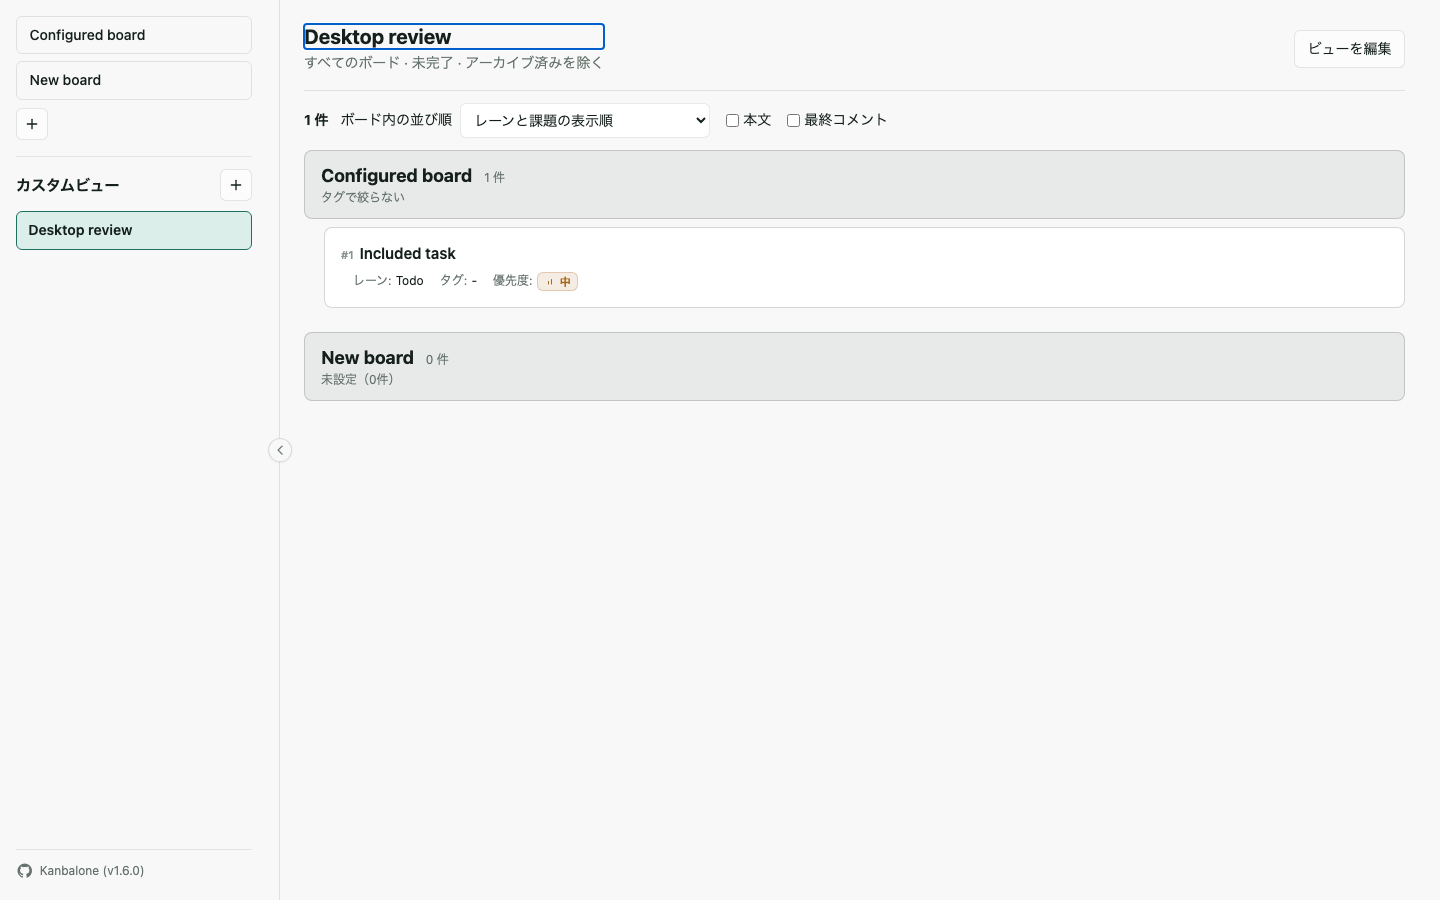 Configured board
New board
+
カスタムビュー +
Desktop review
Kanbalone (v1.6.0)
Desktop review
すべてのボード · 未完了 · アーカイブ済みを除く
ビューを編集
1 件 ボード内の並び順 レーンと課題の表示順 本文 最終コメント
Configured board 1 件
タグで絞らない
#1 Included task
レーン: Todo タグ: - 優先度: 中
New board 0 件
未設定（0件）